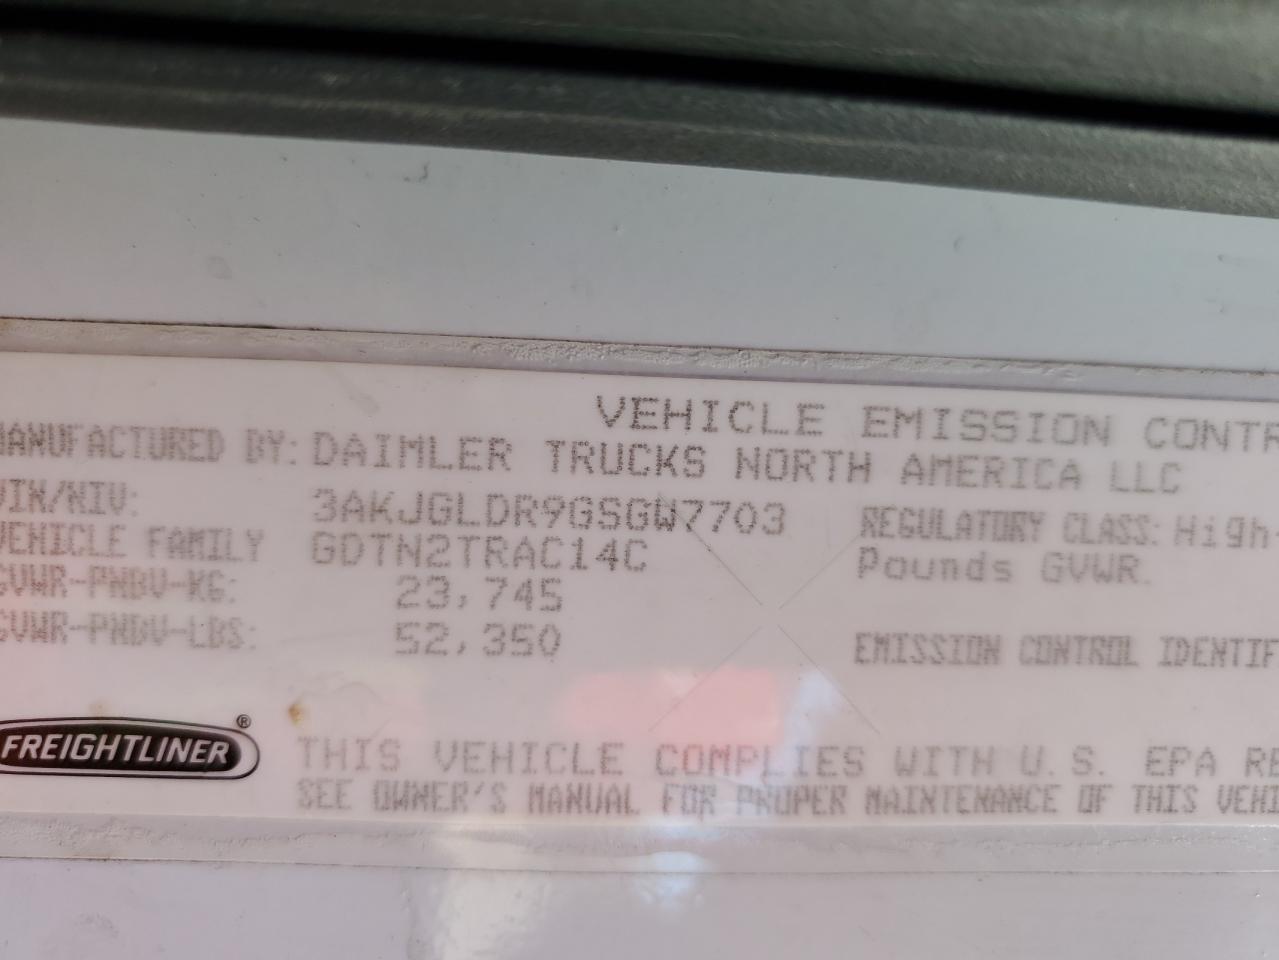 VEHICLE EMISSION CONTR
MANUFACTURED BY: DAIMLER TRUCKS NORTH AMERICA LLC
VIN/NIV: 3AKJGLDR9GSGW7703 REGULATORY CLASS: High-
VEHICLE FAMILY GDTN2TRAC14C Pounds GVWR.
GVWR-PNBV-KG: 23,745
GVWR-PNBV-LBS: 52,350 EMISSION CONTROL IDENTIF
FREIGHTLINER®
THIS VEHICLE COMPLIES WITH U.S. EPA RE
SEE OWNER'S MANUAL FOR PROPER MAINTENANCE OF THIS VEHI